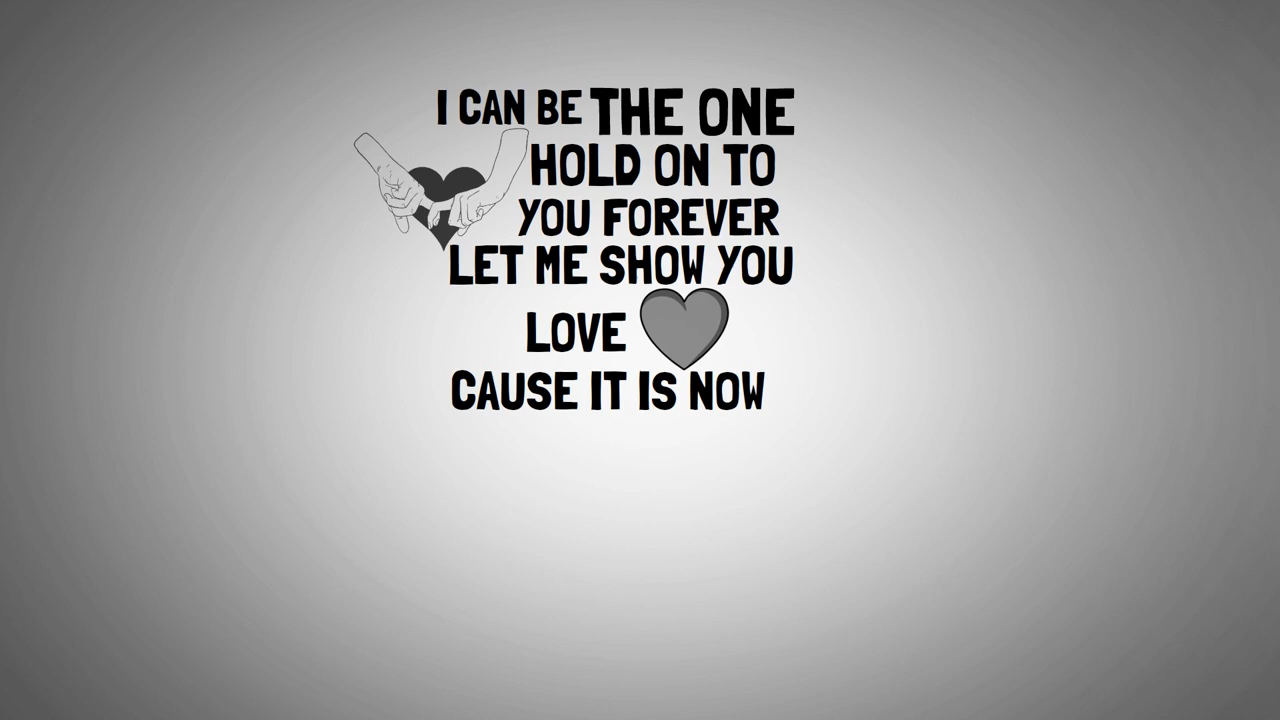 I CAN BE THE ONE
HOLD ON TO
YOU FOREVER
LET ME SHOW YOU
LOVE
CAUSE IT IS NOW